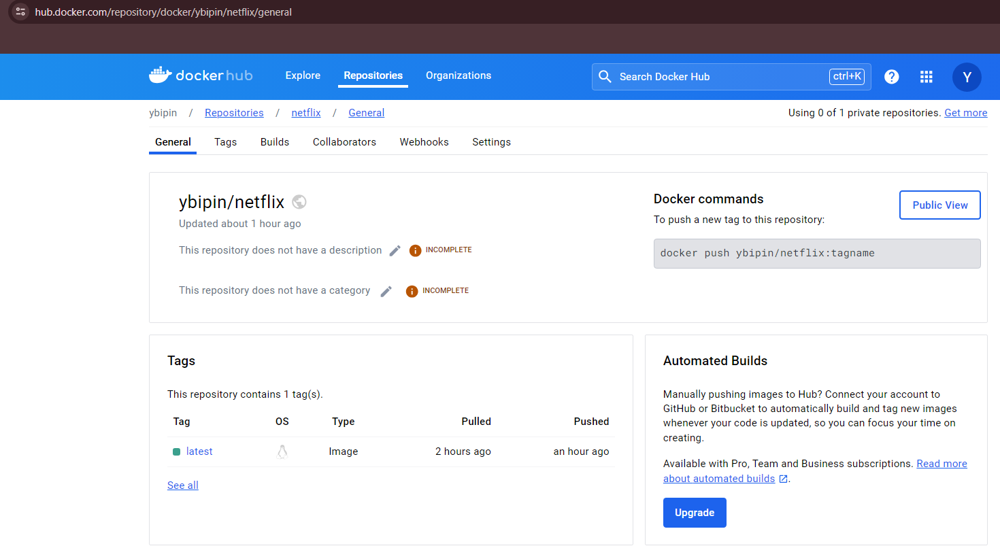 hub.docker.com/repository/docker/ybipin/netflix/general
docker hub Explore Repositories Organizations Search Docker Hub ctrl+K ? Y
ybipin / Repositories / netflix / General Using 0 of 1 private repositories. Get more
General Tags Builds Collaborators Webhooks Settings
ybipin/netflix
Updated about 1 hour ago
This repository does not have a description INCOMPLETE
This repository does not have a category INCOMPLETE
Docker commands
Public View
To push a new tag to this repository:
docker push ybipin/netflix:tagname
Tags
This repository contains 1 tag(s).
Tag OS Type Pulled Pushed
latest Image 2 hours ago an hour ago
See all
Automated Builds
Manually pushing images to Hub? Connect your account to
GitHub or Bitbucket to automatically build and tag new images
whenever your code is updated, so you can focus your time on
creating.
Available with Pro, Team and Business subscriptions. Read more
about automated builds .
Upgrade